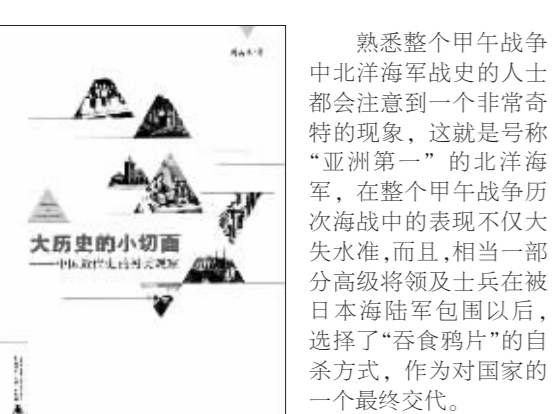 大历史的小切面
熟悉整个甲午战争
中北洋海军战史的人士
都会注意到一个非常奇
特的现象，这就是号称
“亚洲第一”的北洋海
军，在整个甲午战争历
次海战中的表现不仅大
失水准,而且,相当一部
分高级将领及士兵在被
日本海陆军包围以后，
选择了“吞食鸦片”的自
杀方式，作为对国家的
一个最终交代。